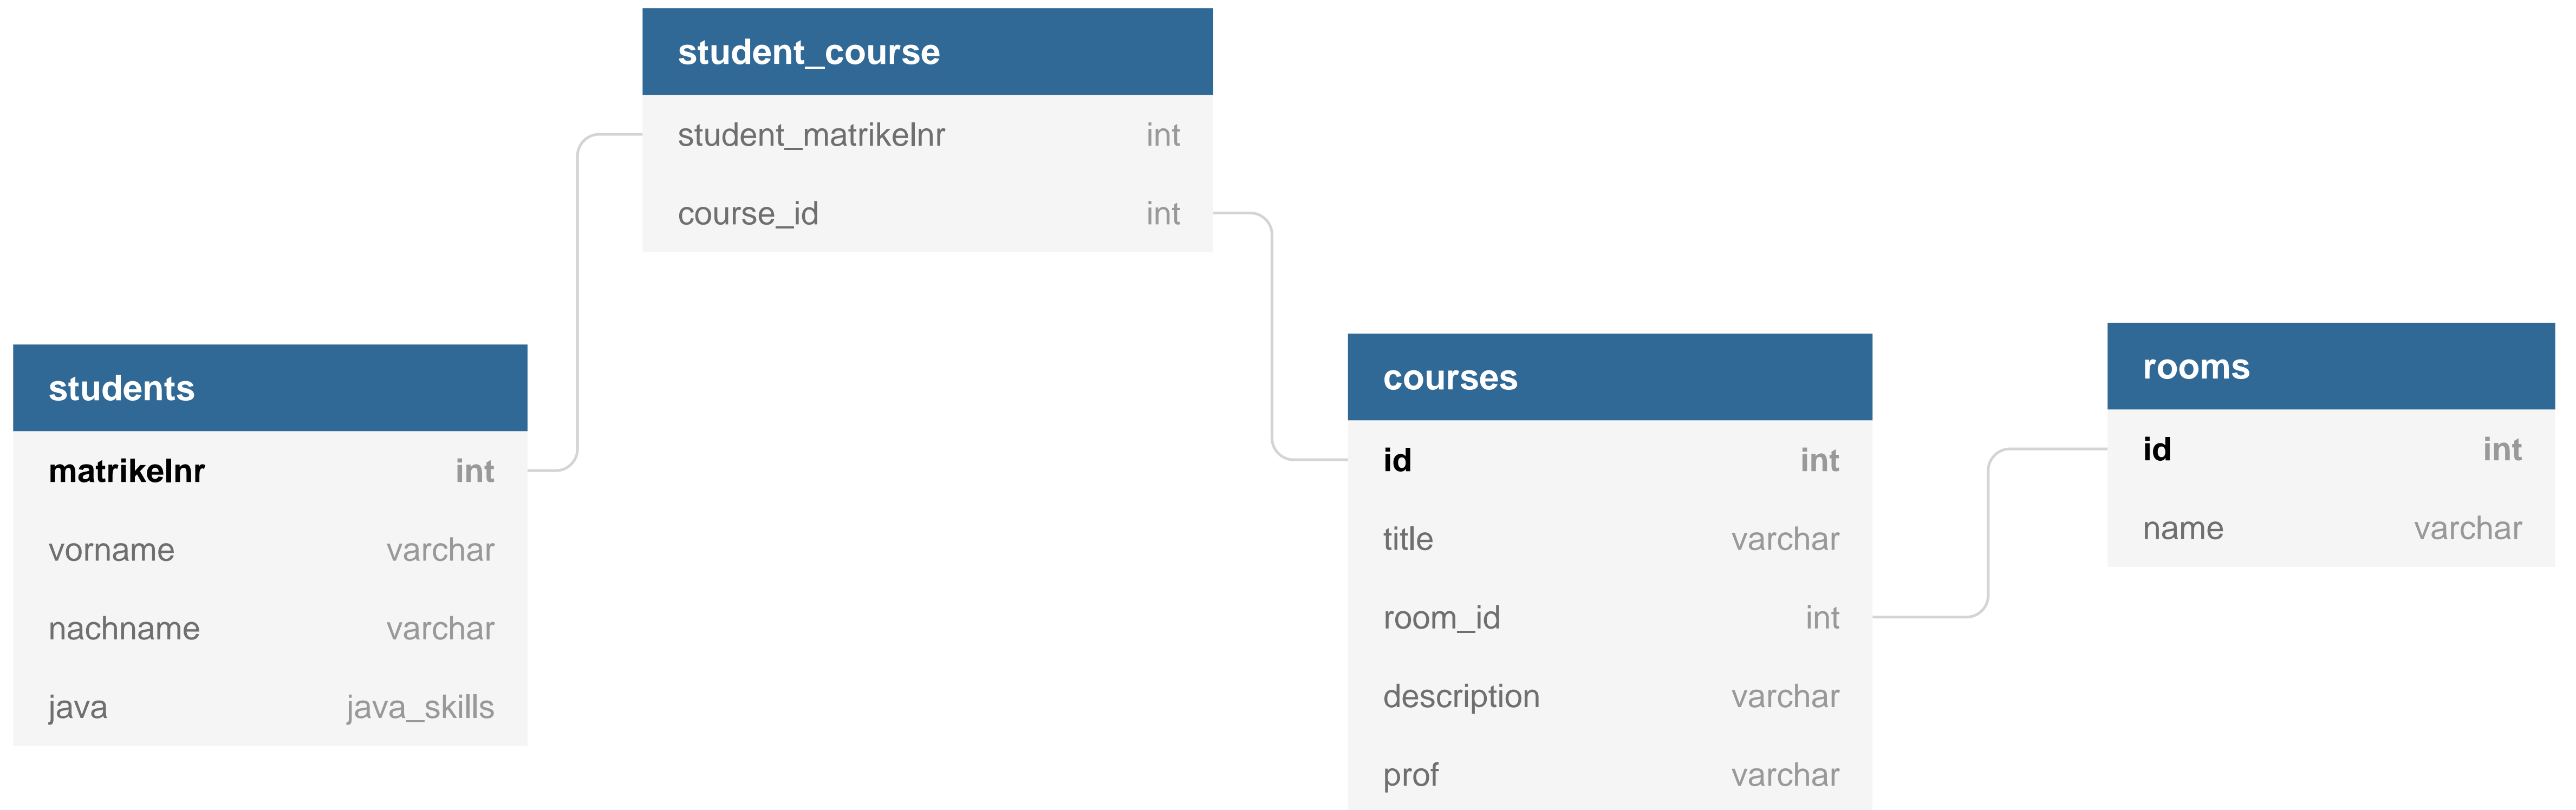 student_course
student_matrikelnr int
course_id int
students
matrikelnr int
vorname varchar
nachname varchar
java java_skills
courses
id int
title varchar
room_id int
description varchar
prof varchar
rooms
id int
name varchar